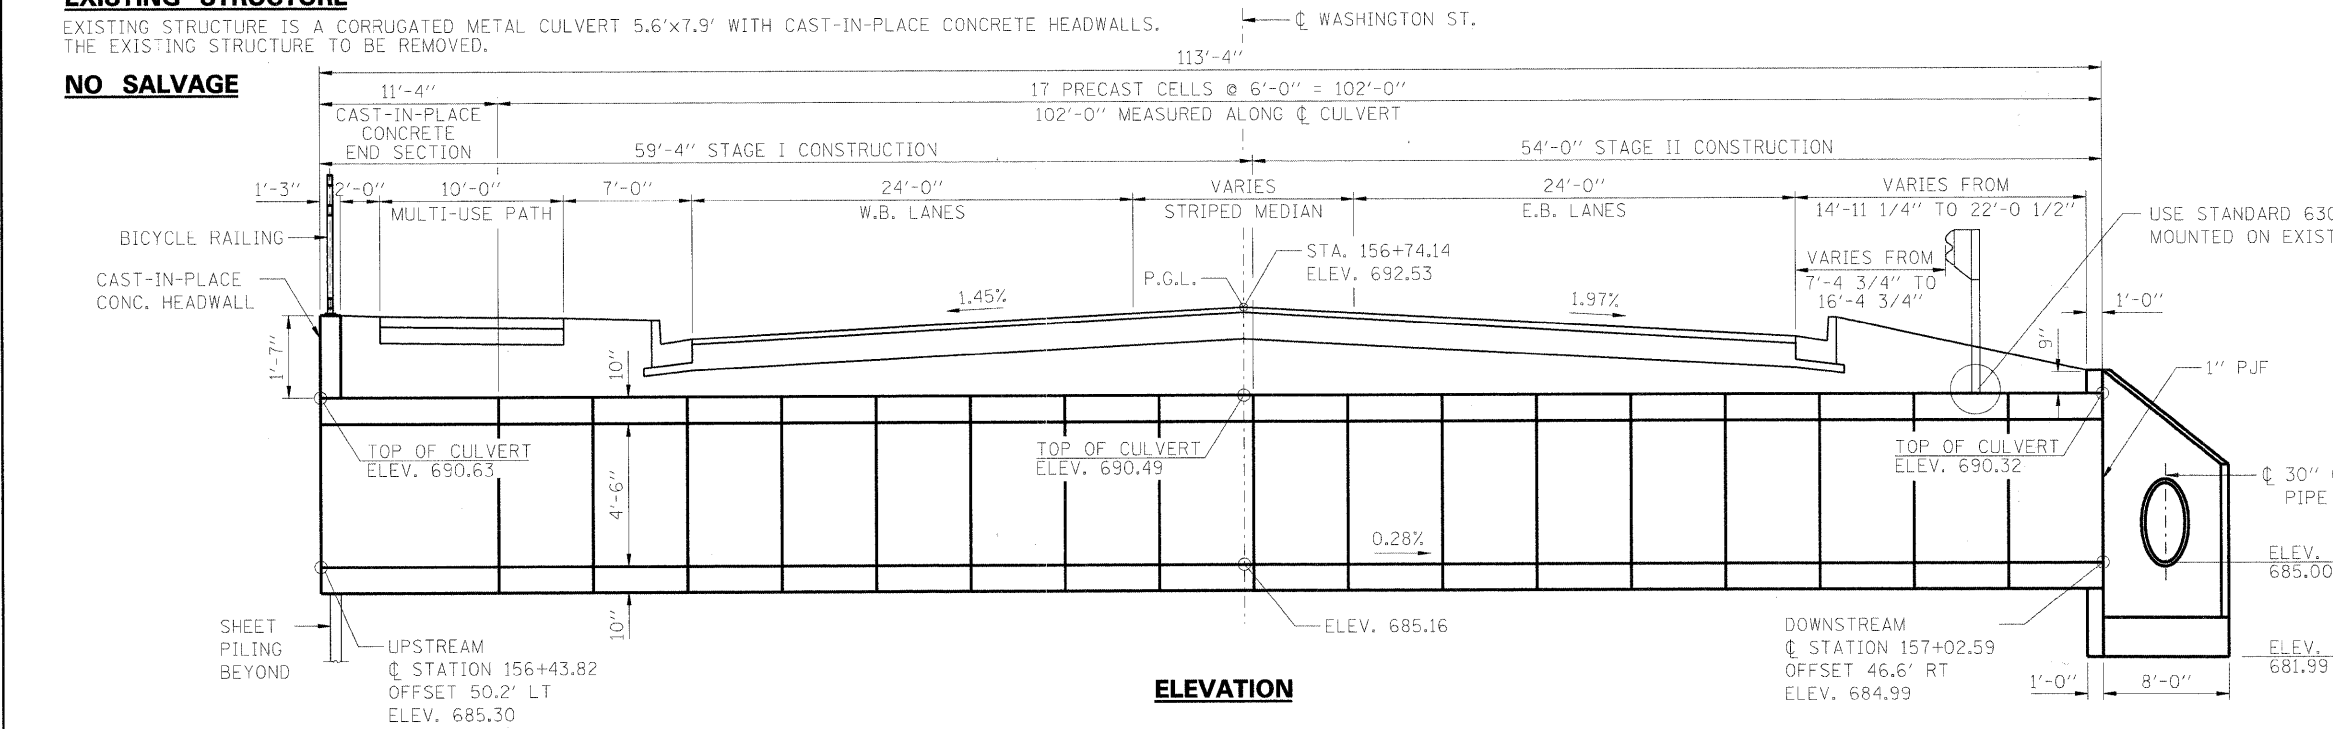 EXISTING STRUCTURE
EXISTING STRUCTURE IS A CORRUGATED METAL CULVERT 5.6'x7.9' WITH CAST-IN-PLACE CONCRETE HEADWALLS.
THE EXISTING STRUCTURE TO BE REMOVED.
NO SALVAGE
℄ WASHINGTON ST.
113'-4"
11'-4"
17 PRECAST CELLS @ 6'-0" = 102'-0"
CAST-IN-PLACE
CONCRETE
END SECTION
102'-0" MEASURED ALONG ℄ CULVERT
59'-4" STAGE I CONSTRUCTION
54'-0" STAGE II CONSTRUCTION
1'-3"
2'-0"
10'-0"
MULTI-USE PATH
7'-0"
24'-0"
W.B. LANES
VARIES
STRIPED MEDIAN
24'-0"
E.B. LANES
VARIES FROM
14'-11 1/4" TO 22'-0 1/2"
USE STANDARD 630
MOUNTED ON EXIST
BICYCLE RAILING
CAST-IN-PLACE
CONC. HEADWALL
P.G.L.
STA. 156+74.14
ELEV. 692.53
VARIES FROM
7'-4 3/4" TO
16'-4 3/4"
1'-0"
1.45%
1.97%
1'-7"
10"
9"
1" PJF
TOP OF CULVERT
ELEV. 690.63
TOP OF CULVERT
ELEV. 690.49
TOP OF CULVERT
ELEV. 690.32
4'-6"
℄ 30"
PIPE
0.28%
ELEV.
685.00
10"
SHEET
PILING
BEYOND
UPSTREAM
℄ STATION 156+43.82
OFFSET 50.2' LT
ELEV. 685.30
ELEV. 685.16
DOWNSTREAM
℄ STATION 157+02.59
OFFSET 46.6' RT
ELEV. 684.99
ELEV.
681.99
1'-0"
8'-0"
ELEVATION